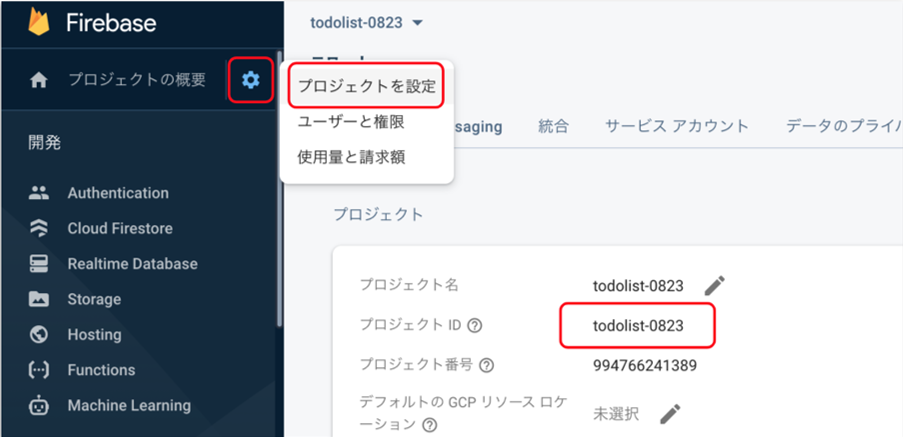 Firebase
プロジェクトの概要
開発
Authentication
Cloud Firestore
Realtime Database
Storage
Hosting
Functions
Machine Learning
todolist-0823
プロジェクトを設定
ユーザーと権限
使用量と請求額
saging 統合 サービス アカウント データのプライバ
プロジェクト
プロジェクト名 todolist-0823
プロジェクト ID todolist-0823
プロジェクト番号 994766241389
デフォルトの GCP リソース ロケ
ーション 未選択